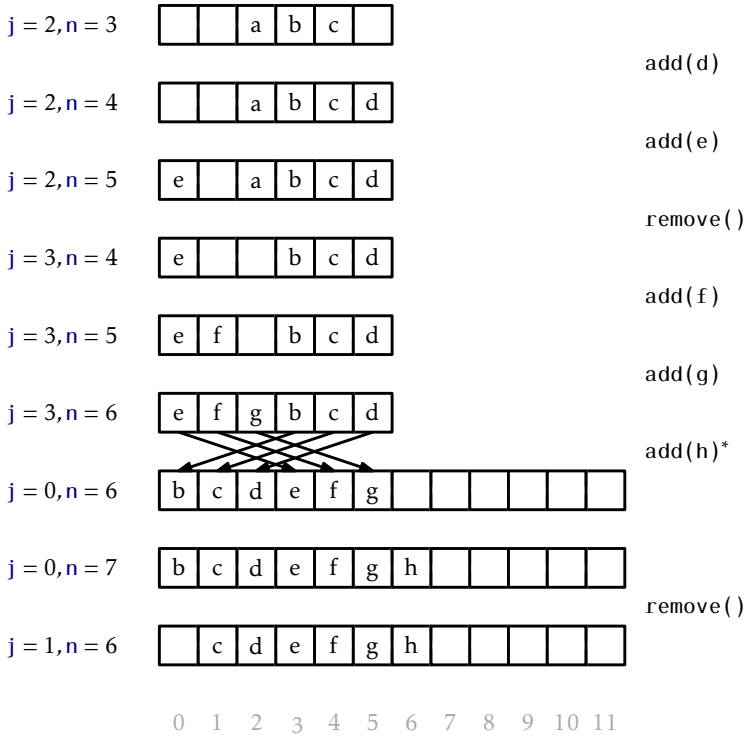 j = 2, n = 3 a b c
add(d)
j = 2, n = 4 a b c d
add(e)
j = 2, n = 5 e a b c d
remove()
j = 3, n = 4 e b c d
add(f)
j = 3, n = 5 e f b c d
add(g)
j = 3, n = 6 e f g b c d
add(h)*
j = 0, n = 6 b c d e f g
j = 0, n = 7 b c d e f g h
remove()
j = 1, n = 6 c d e f g h
0 1 2 3 4 5 6 7 8 9 10 11